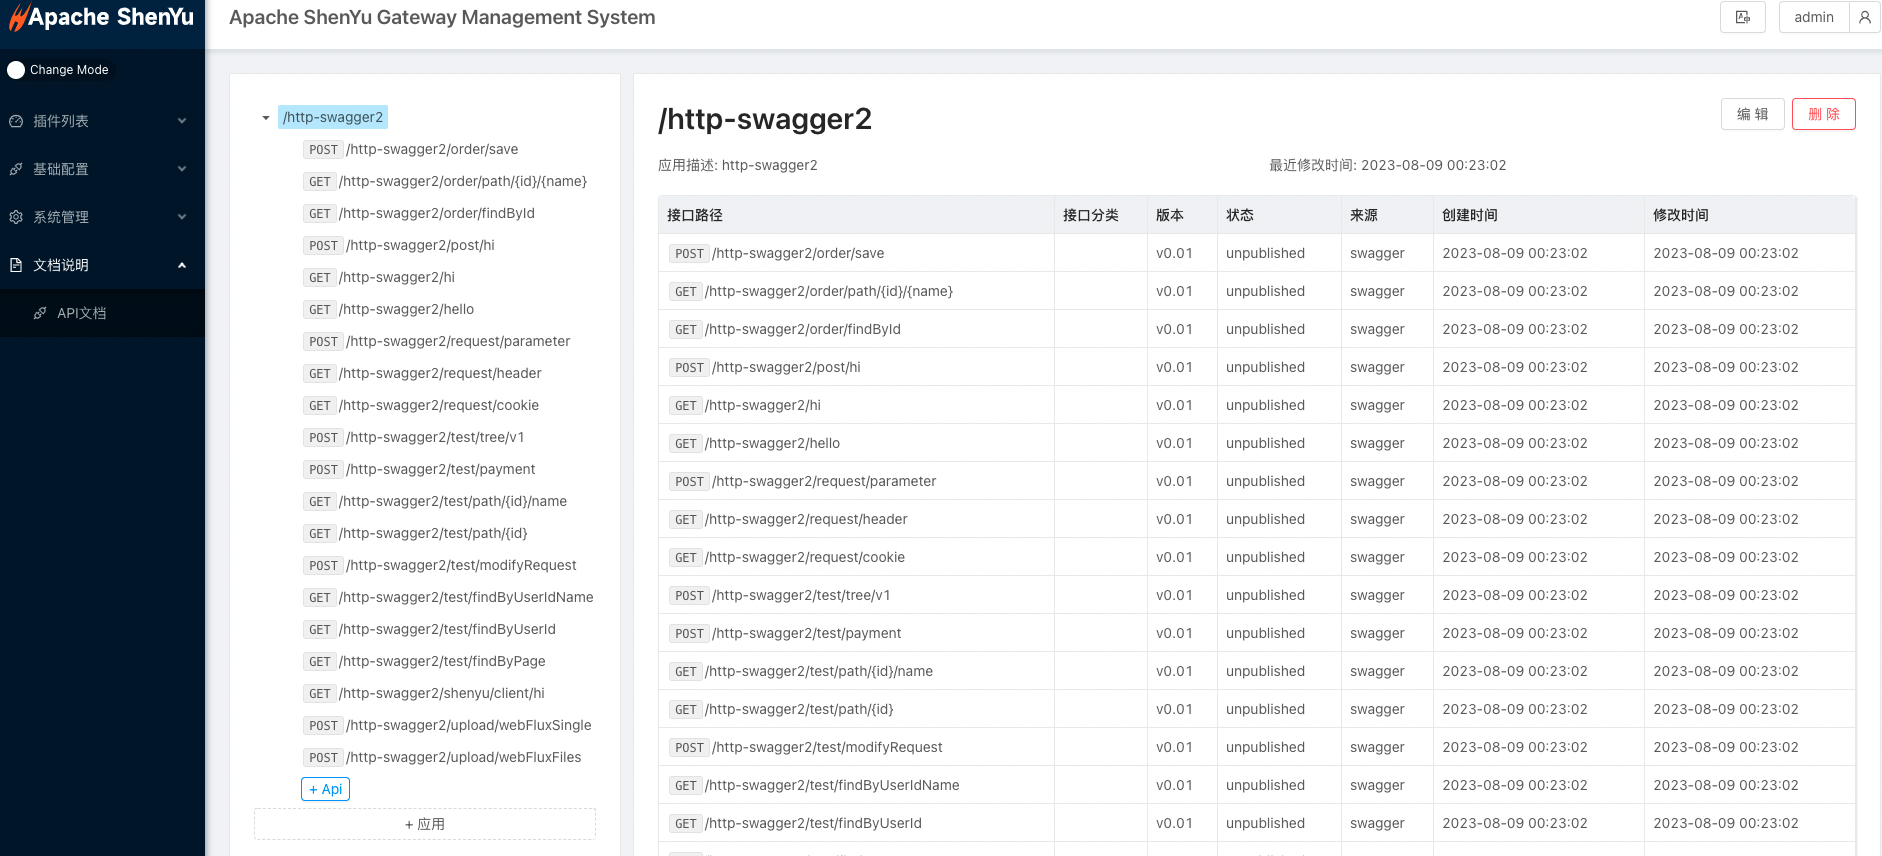 Apache ShenYu
Apache ShenYu Gateway Management System
admin
Change Mode
插件列表
基础配置
系统管理
文档说明
API文档
/http-swagger2
POST /http-swagger2/order/save
GET /http-swagger2/order/path/{id}/{name}
GET /http-swagger2/order/findById
POST /http-swagger2/post/hi
GET /http-swagger2/hi
GET /http-swagger2/hello
POST /http-swagger2/request/parameter
GET /http-swagger2/request/header
GET /http-swagger2/request/cookie
POST /http-swagger2/test/tree/v1
POST /http-swagger2/test/payment
GET /http-swagger2/test/path/{id}/name
GET /http-swagger2/test/path/{id}
POST /http-swagger2/test/modifyRequest
GET /http-swagger2/test/findByUserIdName
GET /http-swagger2/test/findByUserId
GET /http-swagger2/test/findByPage
GET /http-swagger2/shenyu/client/hi
POST /http-swagger2/upload/webFluxSingle
POST /http-swagger2/upload/webFluxFiles
+ Api
+ 应用
/http-swagger2
编 辑 删 除
应用描述: http-swagger2 最近修改时间: 2023-08-09 00:23:02
接口路径 接口分类 版本 状态 来源 创建时间 修改时间
POST /http-swagger2/order/save v0.01 unpublished swagger 2023-08-09 00:23:02 2023-08-09 00:23:02
GET /http-swagger2/order/path/{id}/{name} v0.01 unpublished swagger 2023-08-09 00:23:02 2023-08-09 00:23:02
GET /http-swagger2/order/findById v0.01 unpublished swagger 2023-08-09 00:23:02 2023-08-09 00:23:02
POST /http-swagger2/post/hi v0.01 unpublished swagger 2023-08-09 00:23:02 2023-08-09 00:23:02
GET /http-swagger2/hi v0.01 unpublished swagger 2023-08-09 00:23:02 2023-08-09 00:23:02
GET /http-swagger2/hello v0.01 unpublished swagger 2023-08-09 00:23:02 2023-08-09 00:23:02
POST /http-swagger2/request/parameter v0.01 unpublished swagger 2023-08-09 00:23:02 2023-08-09 00:23:02
GET /http-swagger2/request/header v0.01 unpublished swagger 2023-08-09 00:23:02 2023-08-09 00:23:02
GET /http-swagger2/request/cookie v0.01 unpublished swagger 2023-08-09 00:23:02 2023-08-09 00:23:02
POST /http-swagger2/test/tree/v1 v0.01 unpublished swagger 2023-08-09 00:23:02 2023-08-09 00:23:02
POST /http-swagger2/test/payment v0.01 unpublished swagger 2023-08-09 00:23:02 2023-08-09 00:23:02
GET /http-swagger2/test/path/{id}/name v0.01 unpublished swagger 2023-08-09 00:23:02 2023-08-09 00:23:02
GET /http-swagger2/test/path/{id} v0.01 unpublished swagger 2023-08-09 00:23:02 2023-08-09 00:23:02
POST /http-swagger2/test/modifyRequest v0.01 unpublished swagger 2023-08-09 00:23:02 2023-08-09 00:23:02
GET /http-swagger2/test/findByUserIdName v0.01 unpublished swagger 2023-08-09 00:23:02 2023-08-09 00:23:02
GET /http-swagger2/test/findByUserId v0.01 unpublished swagger 2023-08-09 00:23:02 2023-08-09 00:23:02